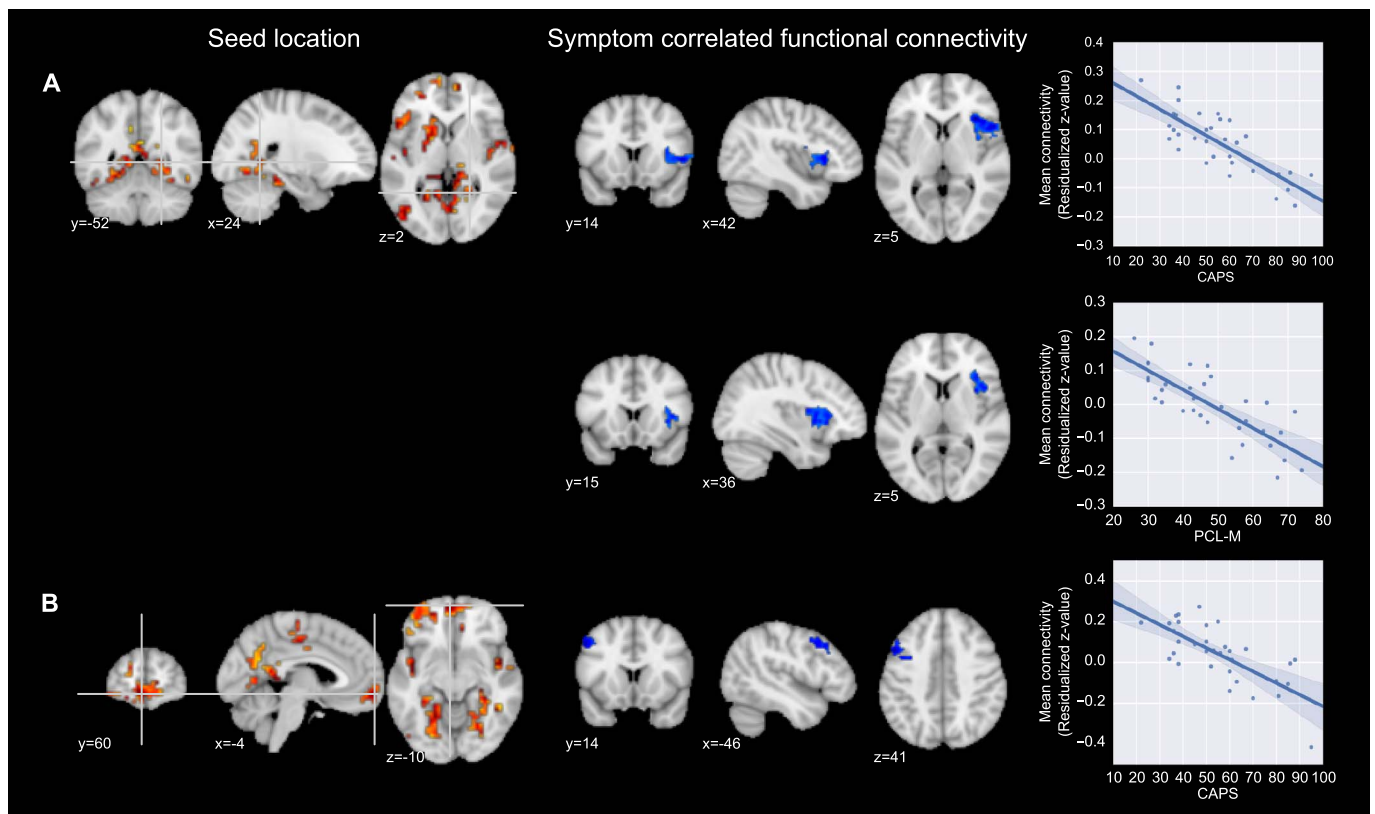 Seed location
Symptom correlated functional connectivity
A
y=-52
x=24
z=2
y=14
x=42
z=5
Mean connectivity
(Residualized z-value)
0.4
0.3
0.2
0.1
0.0
−0.1
−0.2
−0.3
10 20 30 40 50 60 70 80 90 100
CAPS
y=15
x=36
z=5
Mean connectivity
(Residualized z-value)
0.3
0.2
0.1
0.0
−0.1
−0.2
−0.3
20 30 40 50 60 70 80
PCL-M
B
y=60
x=-4
z=-10
y=14
x=-46
z=41
Mean connectivity
(Residualized z-value)
0.4
0.2
0.0
−0.2
−0.4
10 20 30 40 50 60 70 80 90 100
CAPS